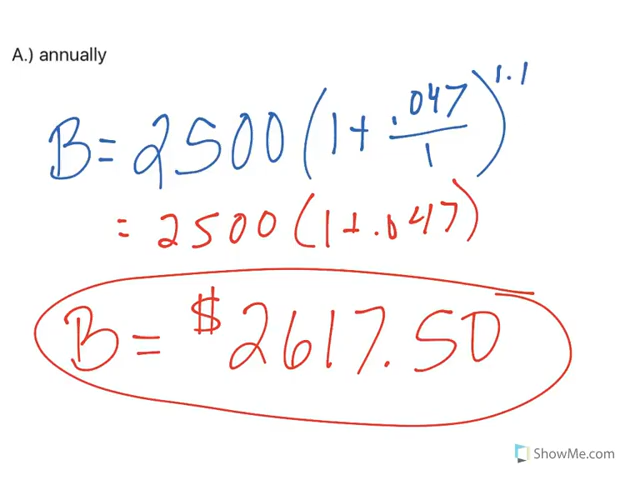 A.) annually
B = 2500 (1 + .047/1)^1·1
= 2500 (1 + .047)
B = $2617.50
ShowMe.com